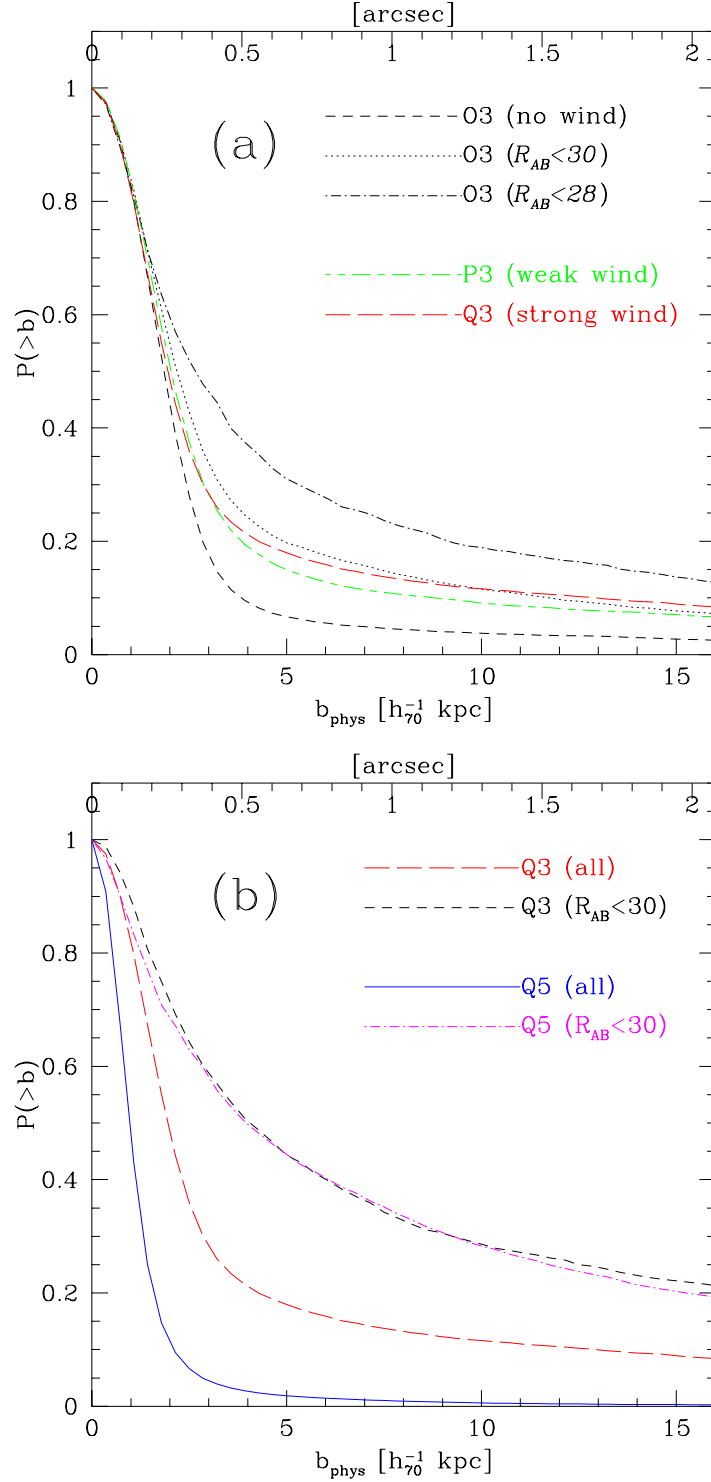 [arcsec]
0 0.5 1 1.5 2
1
0.8
0.6
0.4
0.2
0
P(>b)
(a)
O3 (no wind)
O3 (R_AB<30)
O3 (R_AB<28)
P3 (weak wind)
Q3 (strong wind)
0 5 10 15
b_phys [h_70^-1 kpc]
[arcsec]
0 0.5 1 1.5 2
1
0.8
0.6
0.4
0.2
0
P(>b)
(b)
Q3 (all)
Q3 (R_AB<30)
Q5 (all)
Q5 (R_AB<30)
0 5 10 15
b_phys [h_70^-1 kpc]